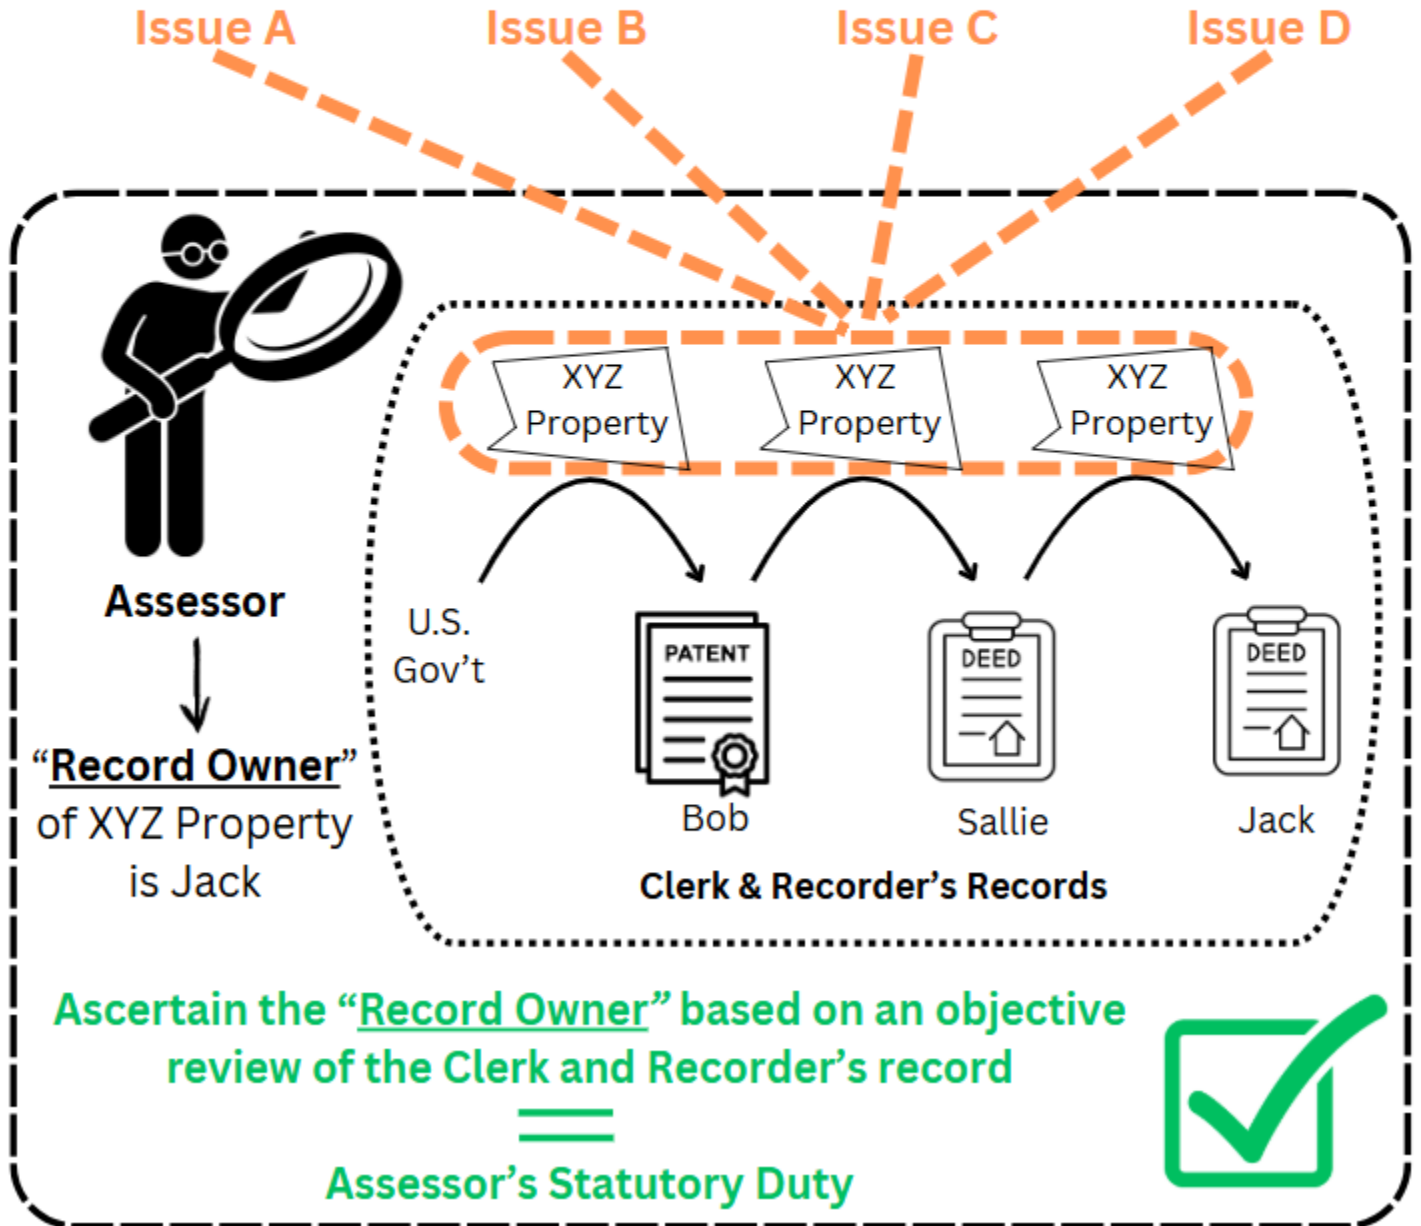 Issue A
Issue B
Issue C
Issue D
XYZ
Property
XYZ
Property
XYZ
Property
Assessor
“Record Owner”
of XYZ Property
is Jack
U.S.
Gov’t
PATENT
Bob
DEED
Sallie
DEED
Jack
Clerk & Recorder’s Records
Ascertain the “Record Owner” based on an objective
review of the Clerk and Recorder’s record
=
Assessor’s Statutory Duty